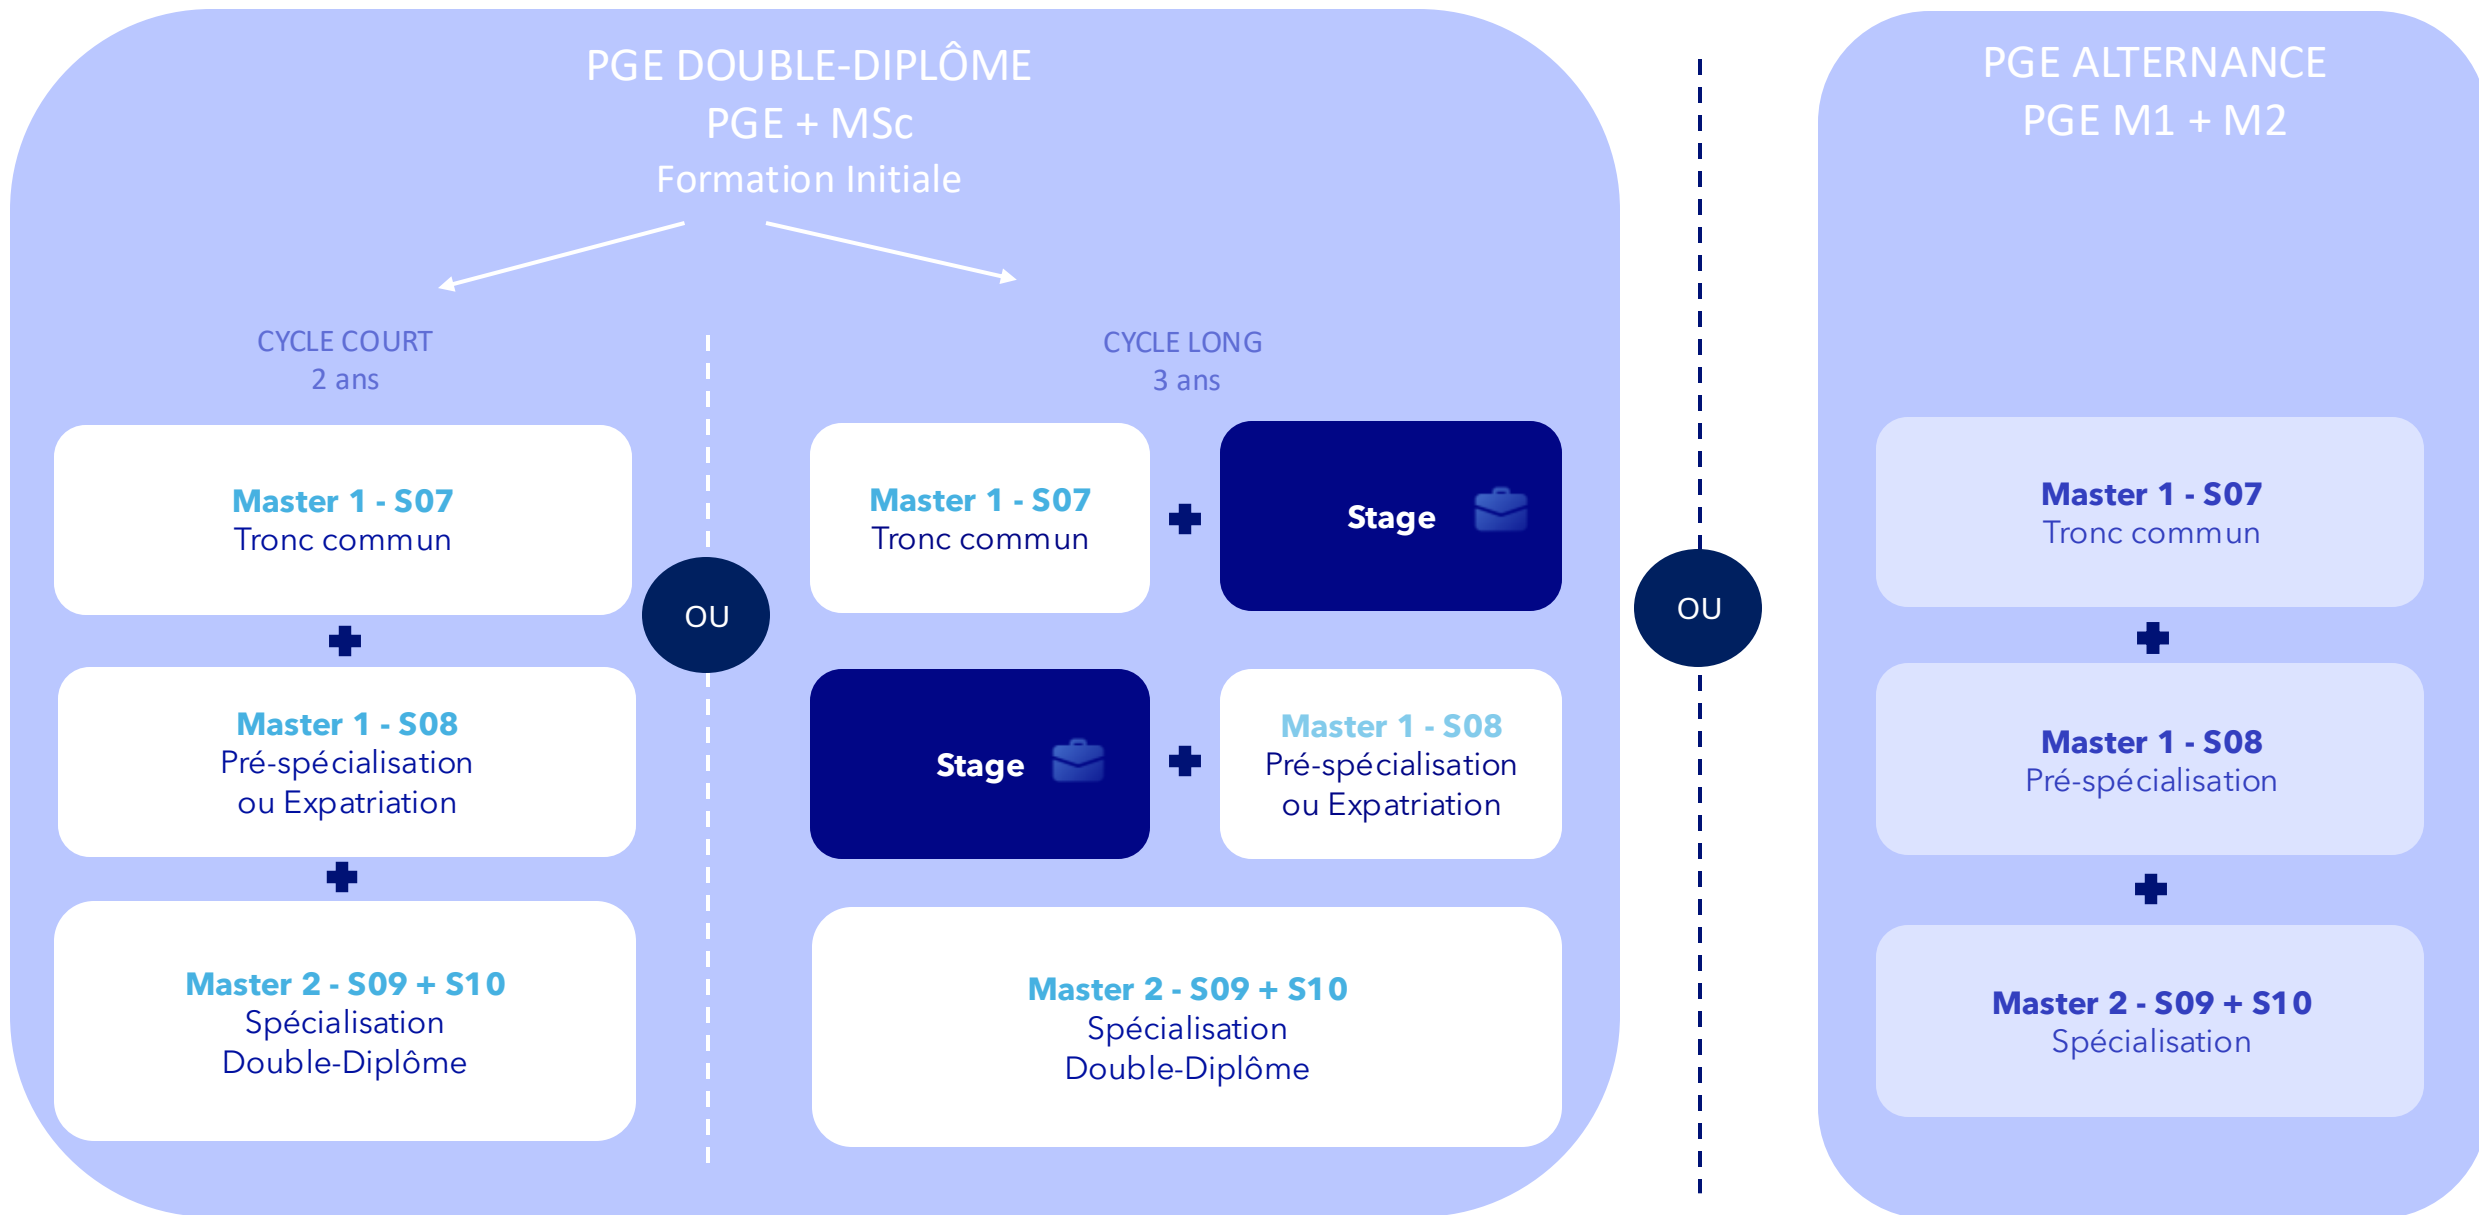 PGE DOUBLE-DIPLÔME
PGE + MSc
Formation Initiale
CYCLE COURT
2 ans
Master 1 - S07
Tronc commun
Master 1 - S08
Pré-spécialisation
ou Expatriation
Master 2 - S09 + S10
Spécialisation
Double-Diplôme
OU
CYCLE LONG
3 ans
Master 1 - S07
Tronc commun
Stage
Stage
Master 1 - S08
Pré-spécialisation
ou Expatriation
Master 2 - S09 + S10
Spécialisation
Double-Diplôme
OU
PGE ALTERNANCE
PGE M1 + M2
Master 1 - S07
Tronc commun
Master 1 - S08
Pré-spécialisation
Master 2 - S09 + S10
Spécialisation